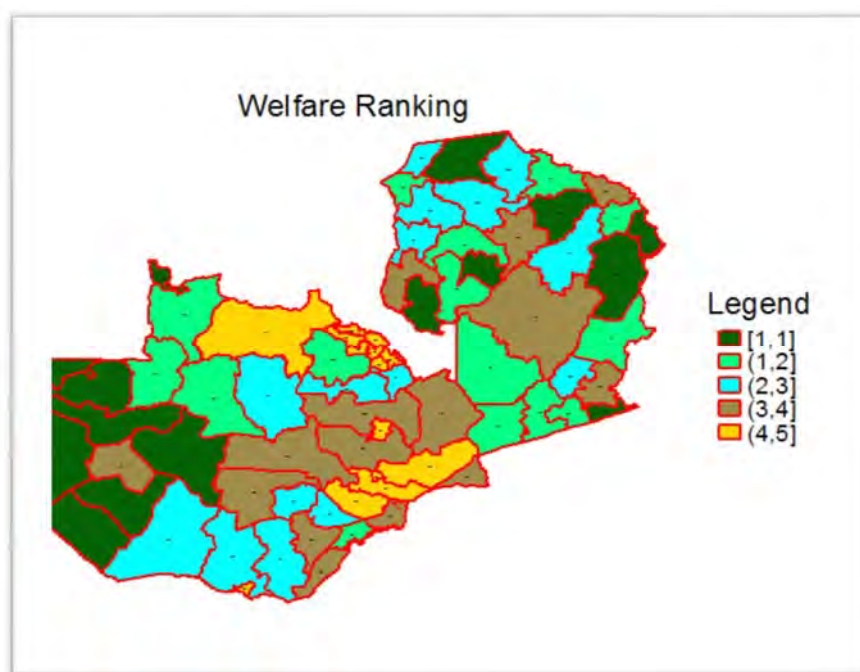 Welfare Ranking
Legend
[1,1]
(1,2]
(2,3]
(3,4]
(4,5]